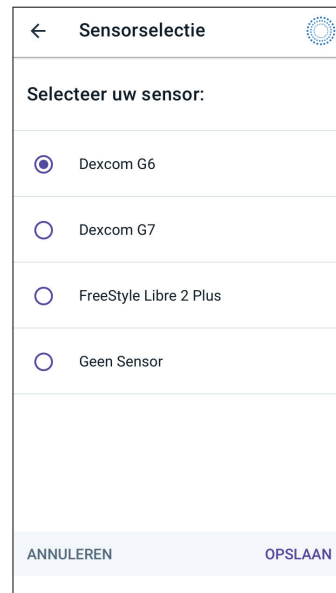 Sensorselectie
Selecteer uw sensor:
Dexcom G6
Dexcom G7
FreeStyle Libre 2 Plus
Geen Sensor
ANNULEREN OPSLAAN